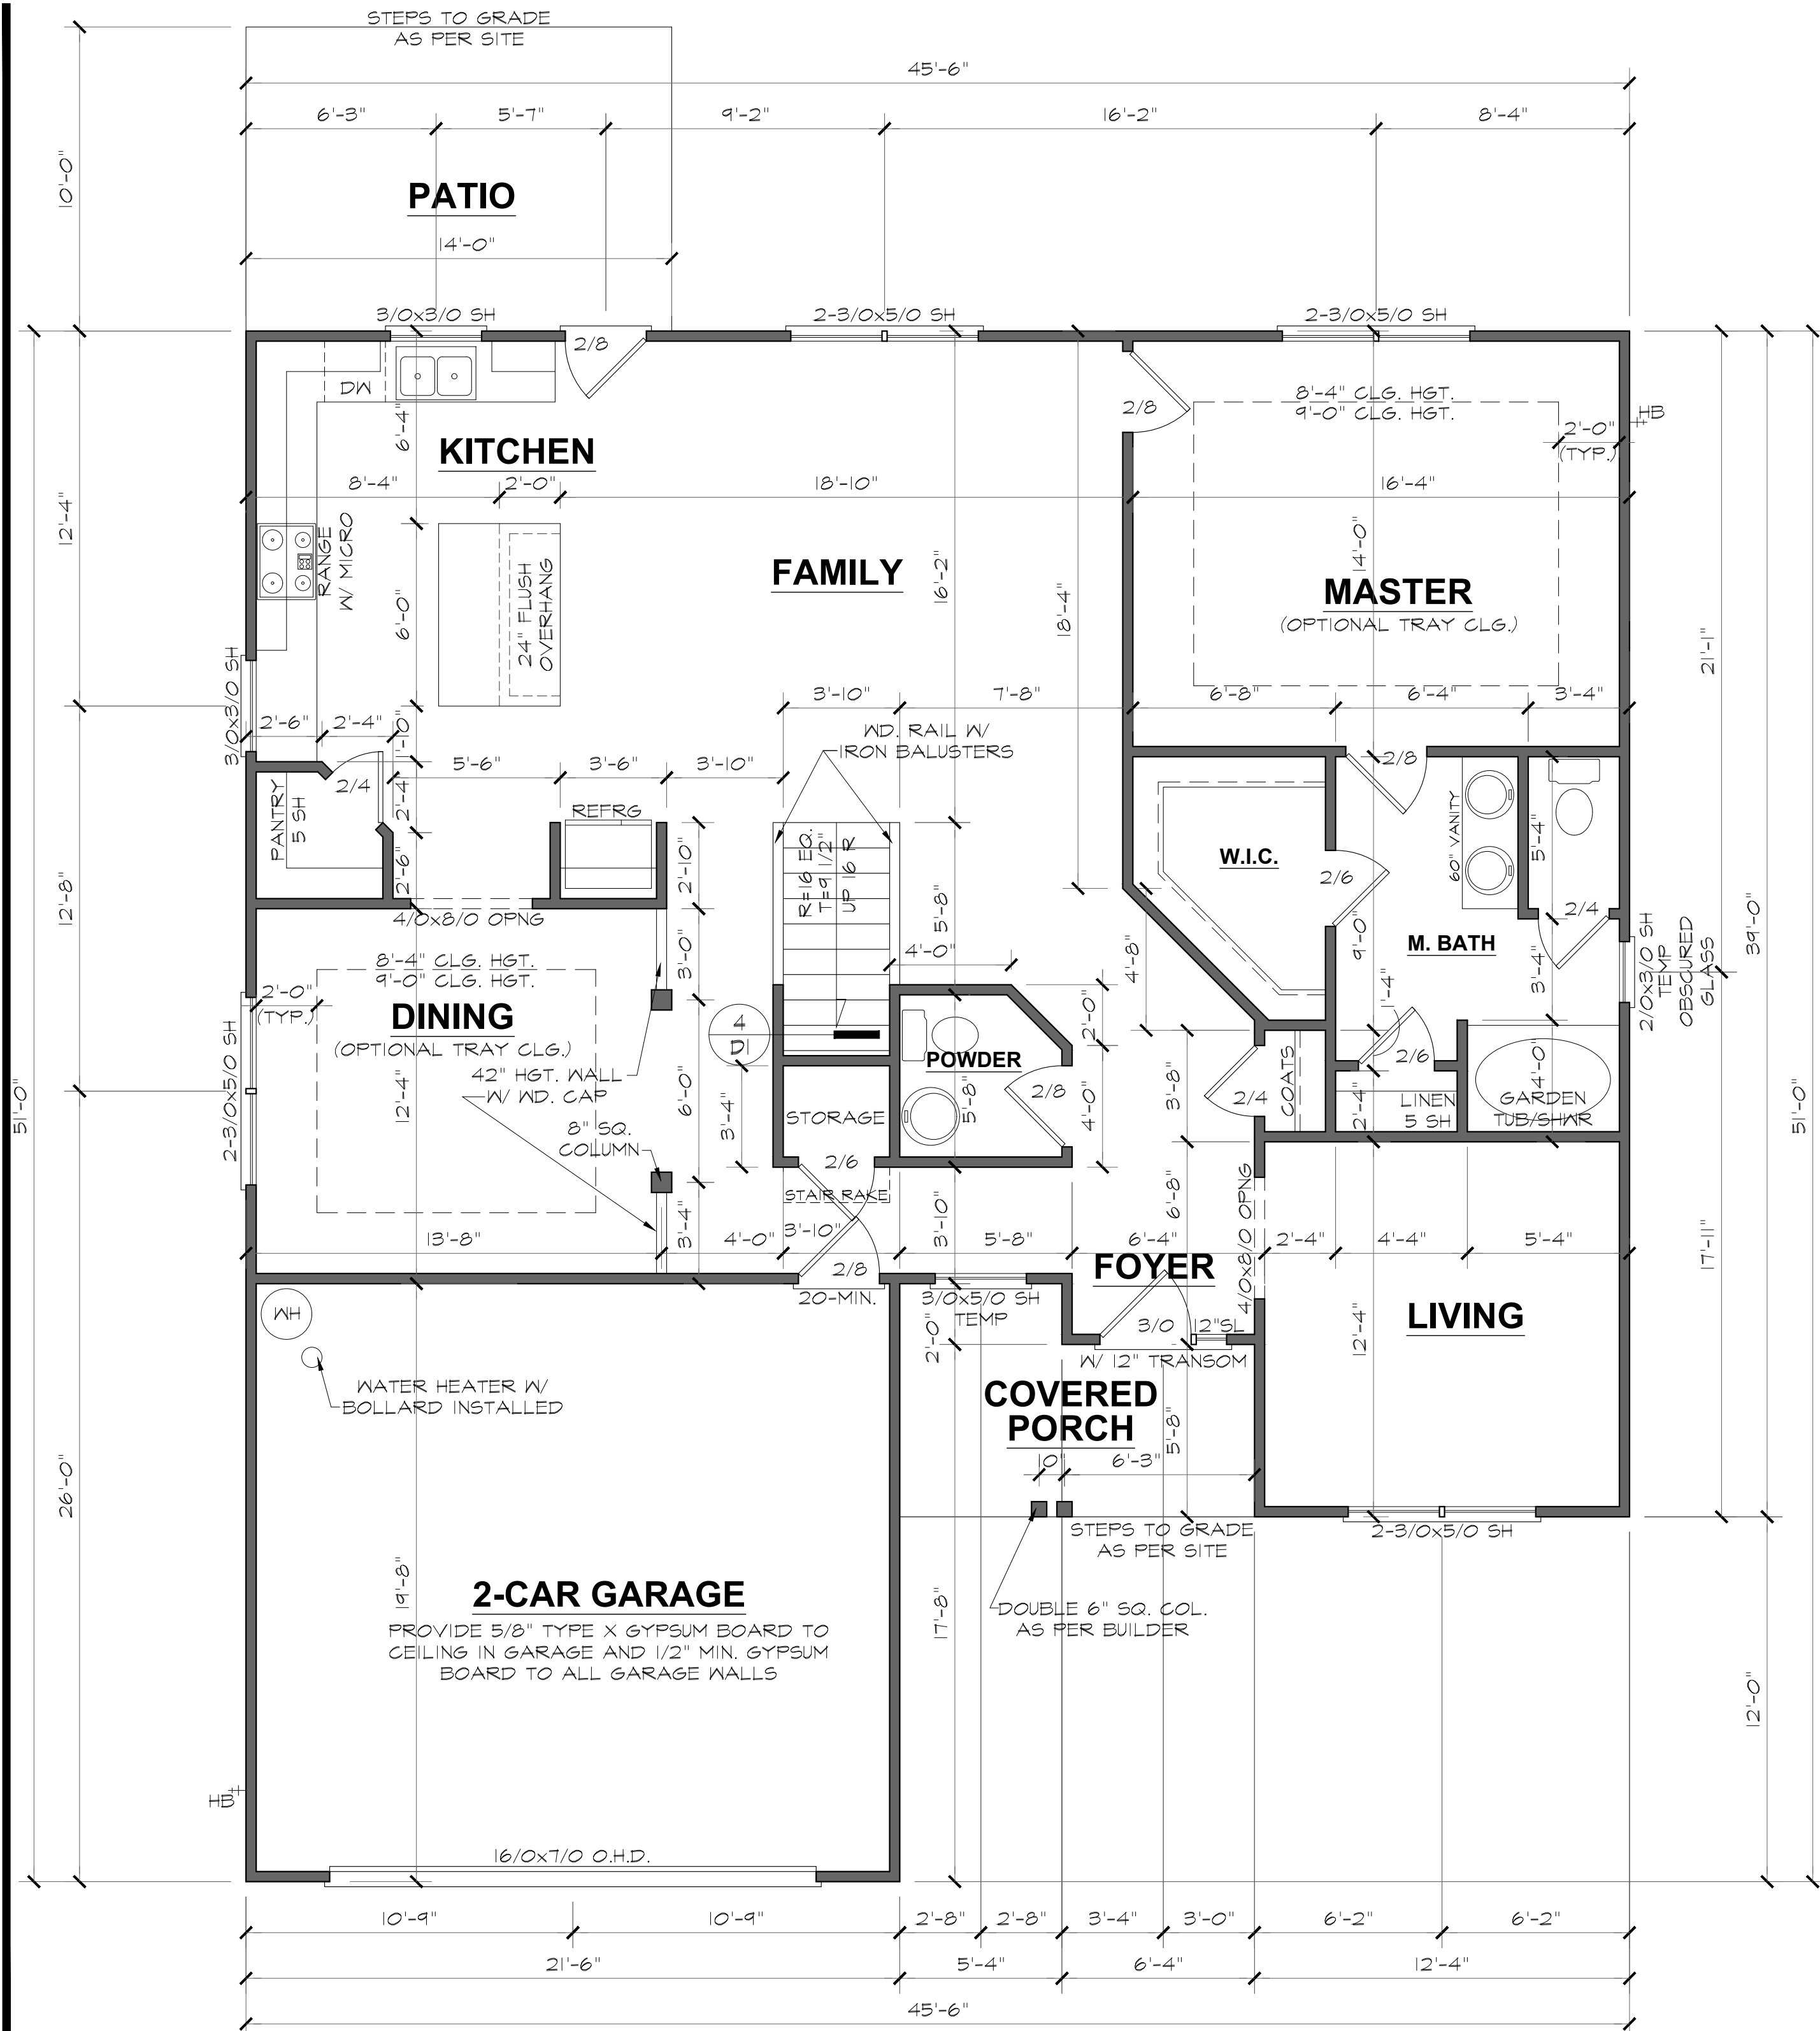 STEPS TO GRADE
AS PER SITE
45'-6"
6'-3"
5'-7"
9'-2"
16'-2"
8'-4"
10'-0"
PATIO
14'-0"
3/0x3/0 SH
2/8
2-3/0x5/0 SH
2-3/0x5/0 SH
DW
6'-4"
KITCHEN
2/8
8'-4" CLG. HGT.
9'-0" CLG. HGT.
HB
2'-0"
(TYP.)
8'-4"
2'-0"
18'-10"
16'-4"
12'-4"
RANGE
W/ MICRO
6'-0"
24" FLUSH
OVERHANG
FAMILY
16'-2"
18'-4"
14'-0"
MASTER
(OPTIONAL TRAY CLG.)
21'-1"
3/0x3/0 SH
2'-6"
2'-4"
1'-0"
3'-10"
7'-8"
6'-8"
6'-4"
3'-4"
WD. RAIL W/
IRON BALUSTERS
5'-6"
3'-6"
3'-10"
2/4
2'-4"
PANTRY
5 SH
REFRG
2'-6"
2'-10"
R=16 EQ.
T=9 1/2"
UP 16 R
2/8
60" VANITY
5'-4"
W.I.C.
2/6
12'-8"
4/0x8/0 OPNG
5'-8"
2/4
4'-0"
9'-0"
M. BATH
39'-0"
2/0x3/0 SH
TEMP
OBSCURED
GLASS
8'-4" CLG. HGT.
9'-0" CLG. HGT.
3'-0"
4'-8"
3'-4"
2'-0"
(TYP.)
DINING
(OPTIONAL TRAY CLG.)
4
D1
2'-0"
1'-4"
POWDER
2-3/0x5/0 SH
42" HGT. WALL
W/ WD. CAP
12'-4"
8" SQ.
COLUMN
6'-0"
3'-4"
STORAGE
5'-8"
2/8
4'-0"
3'-8"
2/4
COATS
2/6
2'-4"
LINEN
5 SH
4'-0"
GARDEN
TUB/SHWR
51'-0"
51'-0"
2/6
STAIR RAKE
3'-4"
13'-8"
4'-0"
3'-10"
3'-10"
5'-8"
6'-8"
6'-4"
4/0x8/0 OPNG
2'-4"
4'-4"
5'-4"
17'-11"
2/8
20-MIN.
FOYER
3/0x5/0 SH
TEMP
2'-0"
3/0
12"SL
W/ 12" TRANSOM
12'-4"
LIVING
WH
WATER HEATER W/
BOLLARD INSTALLED
COVERED
PORCH
5'-8"
10"
6'-3"
26'-0"
STEPS TO GRADE
AS PER SITE
2-3/0x5/0 SH
19'-8"
2-CAR GARAGE
PROVIDE 5/8" TYPE X GYPSUM BOARD TO
CEILING IN GARAGE AND 1/2" MIN. GYPSUM
BOARD TO ALL GARAGE WALLS
17'-8"
DOUBLE 6" SQ. COL.
AS PER BUILDER
12'-0"
HB
16/0x7/0 O.H.D.
10'-9"
10'-9"
2'-8"
2'-8"
3'-4"
3'-0"
6'-2"
6'-2"
21'-6"
5'-4"
6'-4"
12'-4"
45'-6"